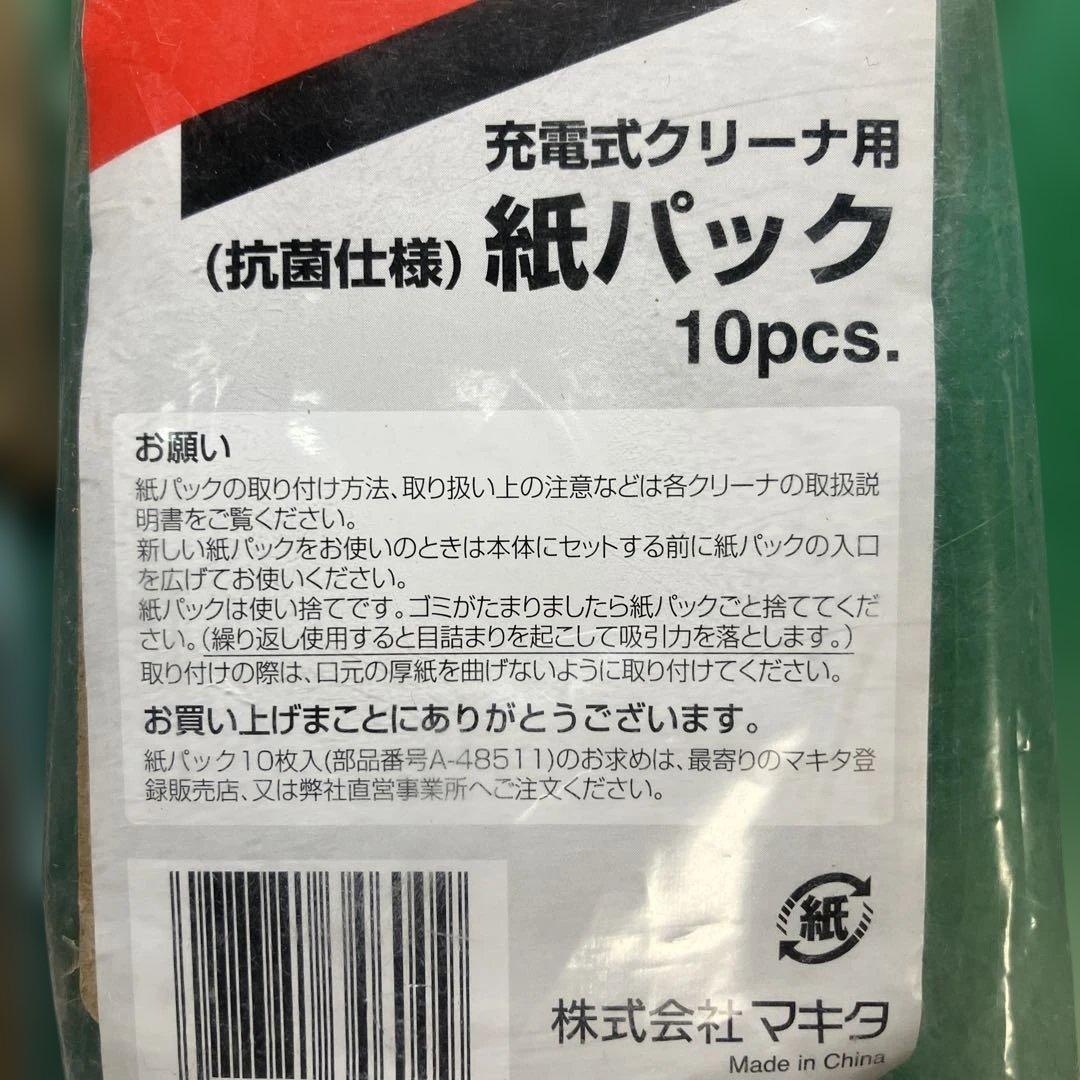 充電式クリーナ用
(抗菌仕様) 紙パック
10pcs.
お願い
紙パックの取り付け方法、取り扱い上の注意などは各クリーナの取扱説
明書をご覧ください。
新しい紙パックをお使いのときは本体にセットする前に紙パックの入口
を広げてお使いください。
紙パックは使い捨てです。ゴミがたまりましたら紙パックごと捨ててくだ
さい。(繰り返し使用すると目詰まりを起こして吸引力を落とします。)
取り付けの際は、口元の厚紙を曲げないように取り付けてください。
お買い上げまことにありがとうございます。
紙パック10枚入(部品番号A-48511)のお求めは、最寄りのマキタ登
録販売店、又は弊社直営事業所へご注文ください。
紙
株式会社マキタ
Made in China